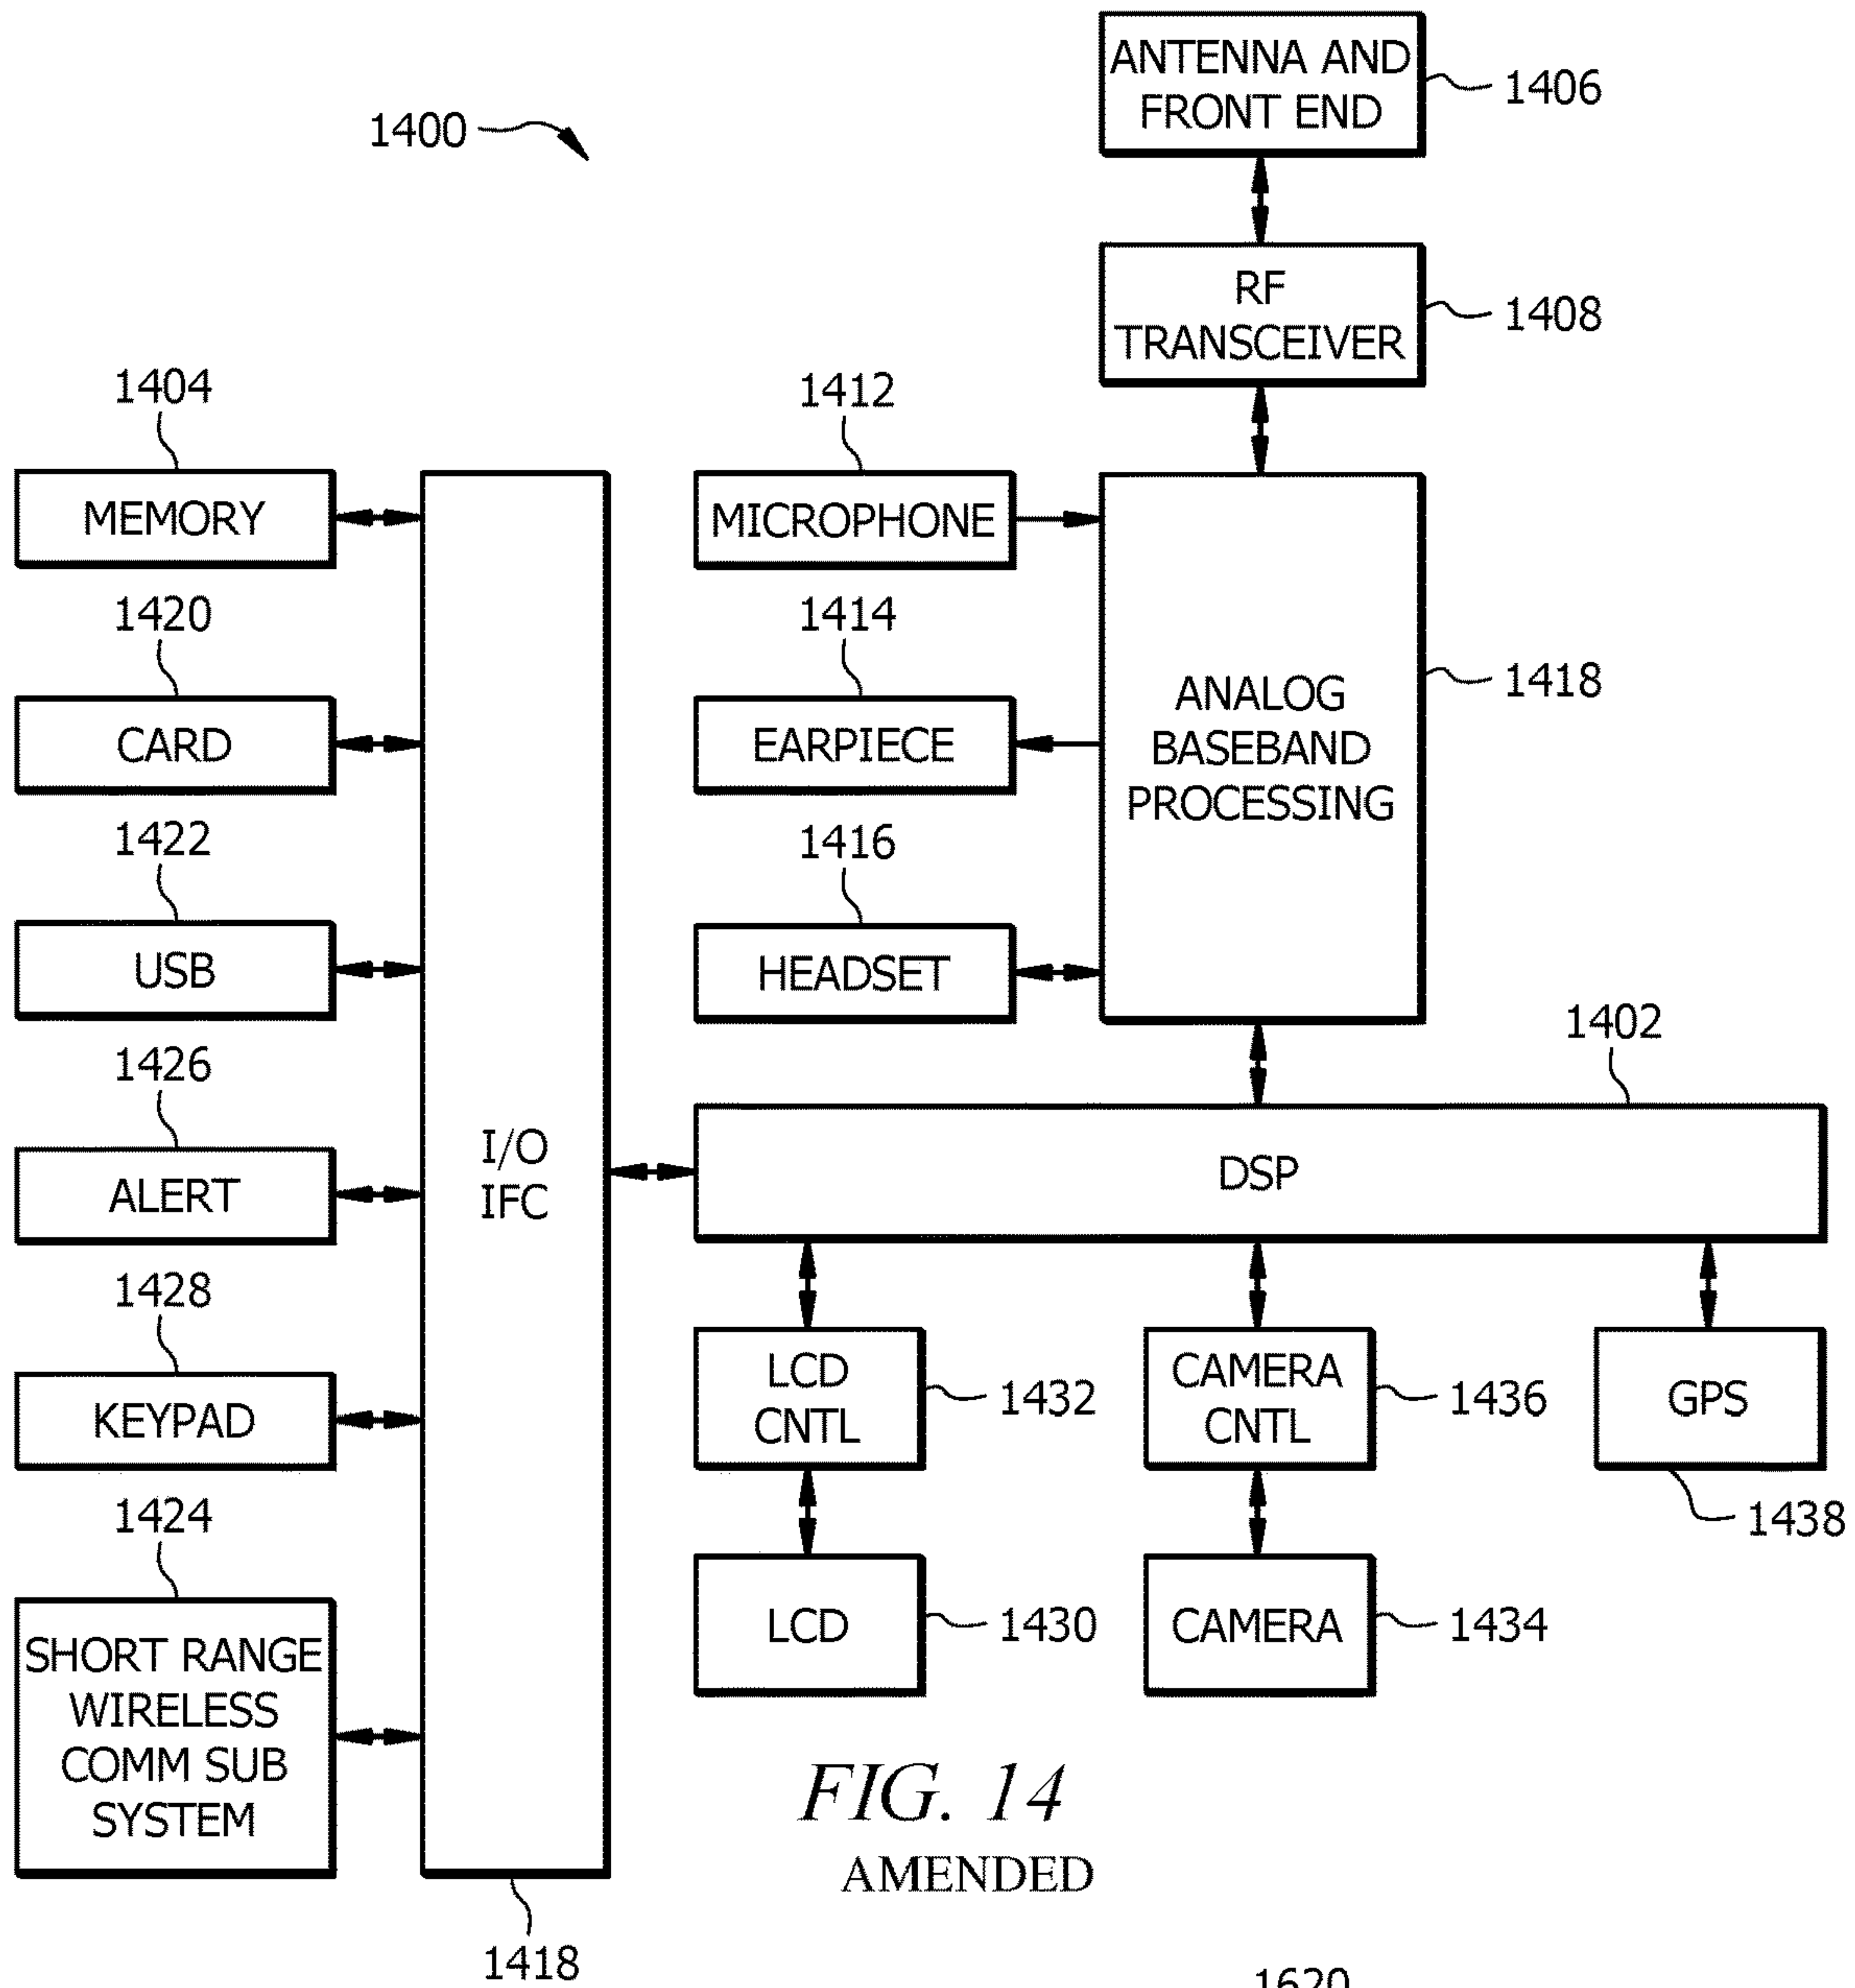 ANTENNA AND
FRONT END
1406
1400
RF
TRANSCEIVER
1408
1404
MEMORY
1420
CARD
1422
USB
1426
ALERT
1428
KEYPAD
1424
SHORT RANGE
WIRELESS
COMM SUB
SYSTEM
I/O
IFC
1418
1412
MICROPHONE
1414
EARPIECE
1416
HEADSET
ANALOG
BASEBAND
PROCESSING
1418
1402
DSP
LCD
CNTL
1432
CAMERA
CNTL
1436
GPS
1438
LCD
1430
CAMERA
1434
FIG. 14
AMENDED
1620